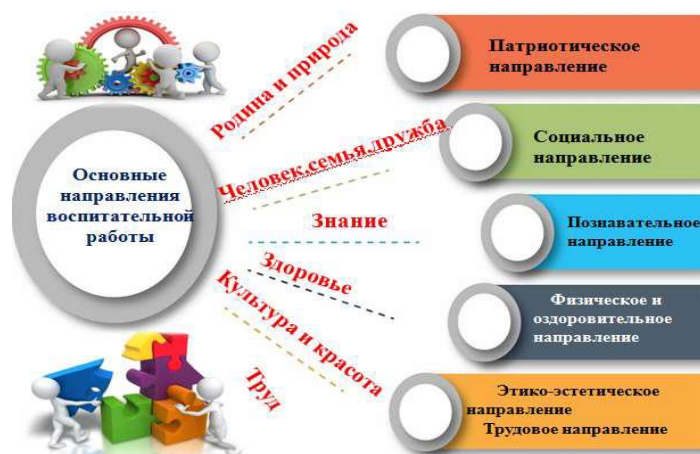 Основные
направления
воспитательной
работы
Родина и природа
Человек,семья,дружба
Знание
Здоровье
Культура и красота
Труд
Патриотическое
направление
Социальное
направление
Познавательное
направление
Физическое и
оздоровительное
направление
Этико-эстетическое
направление
Трудовое направление